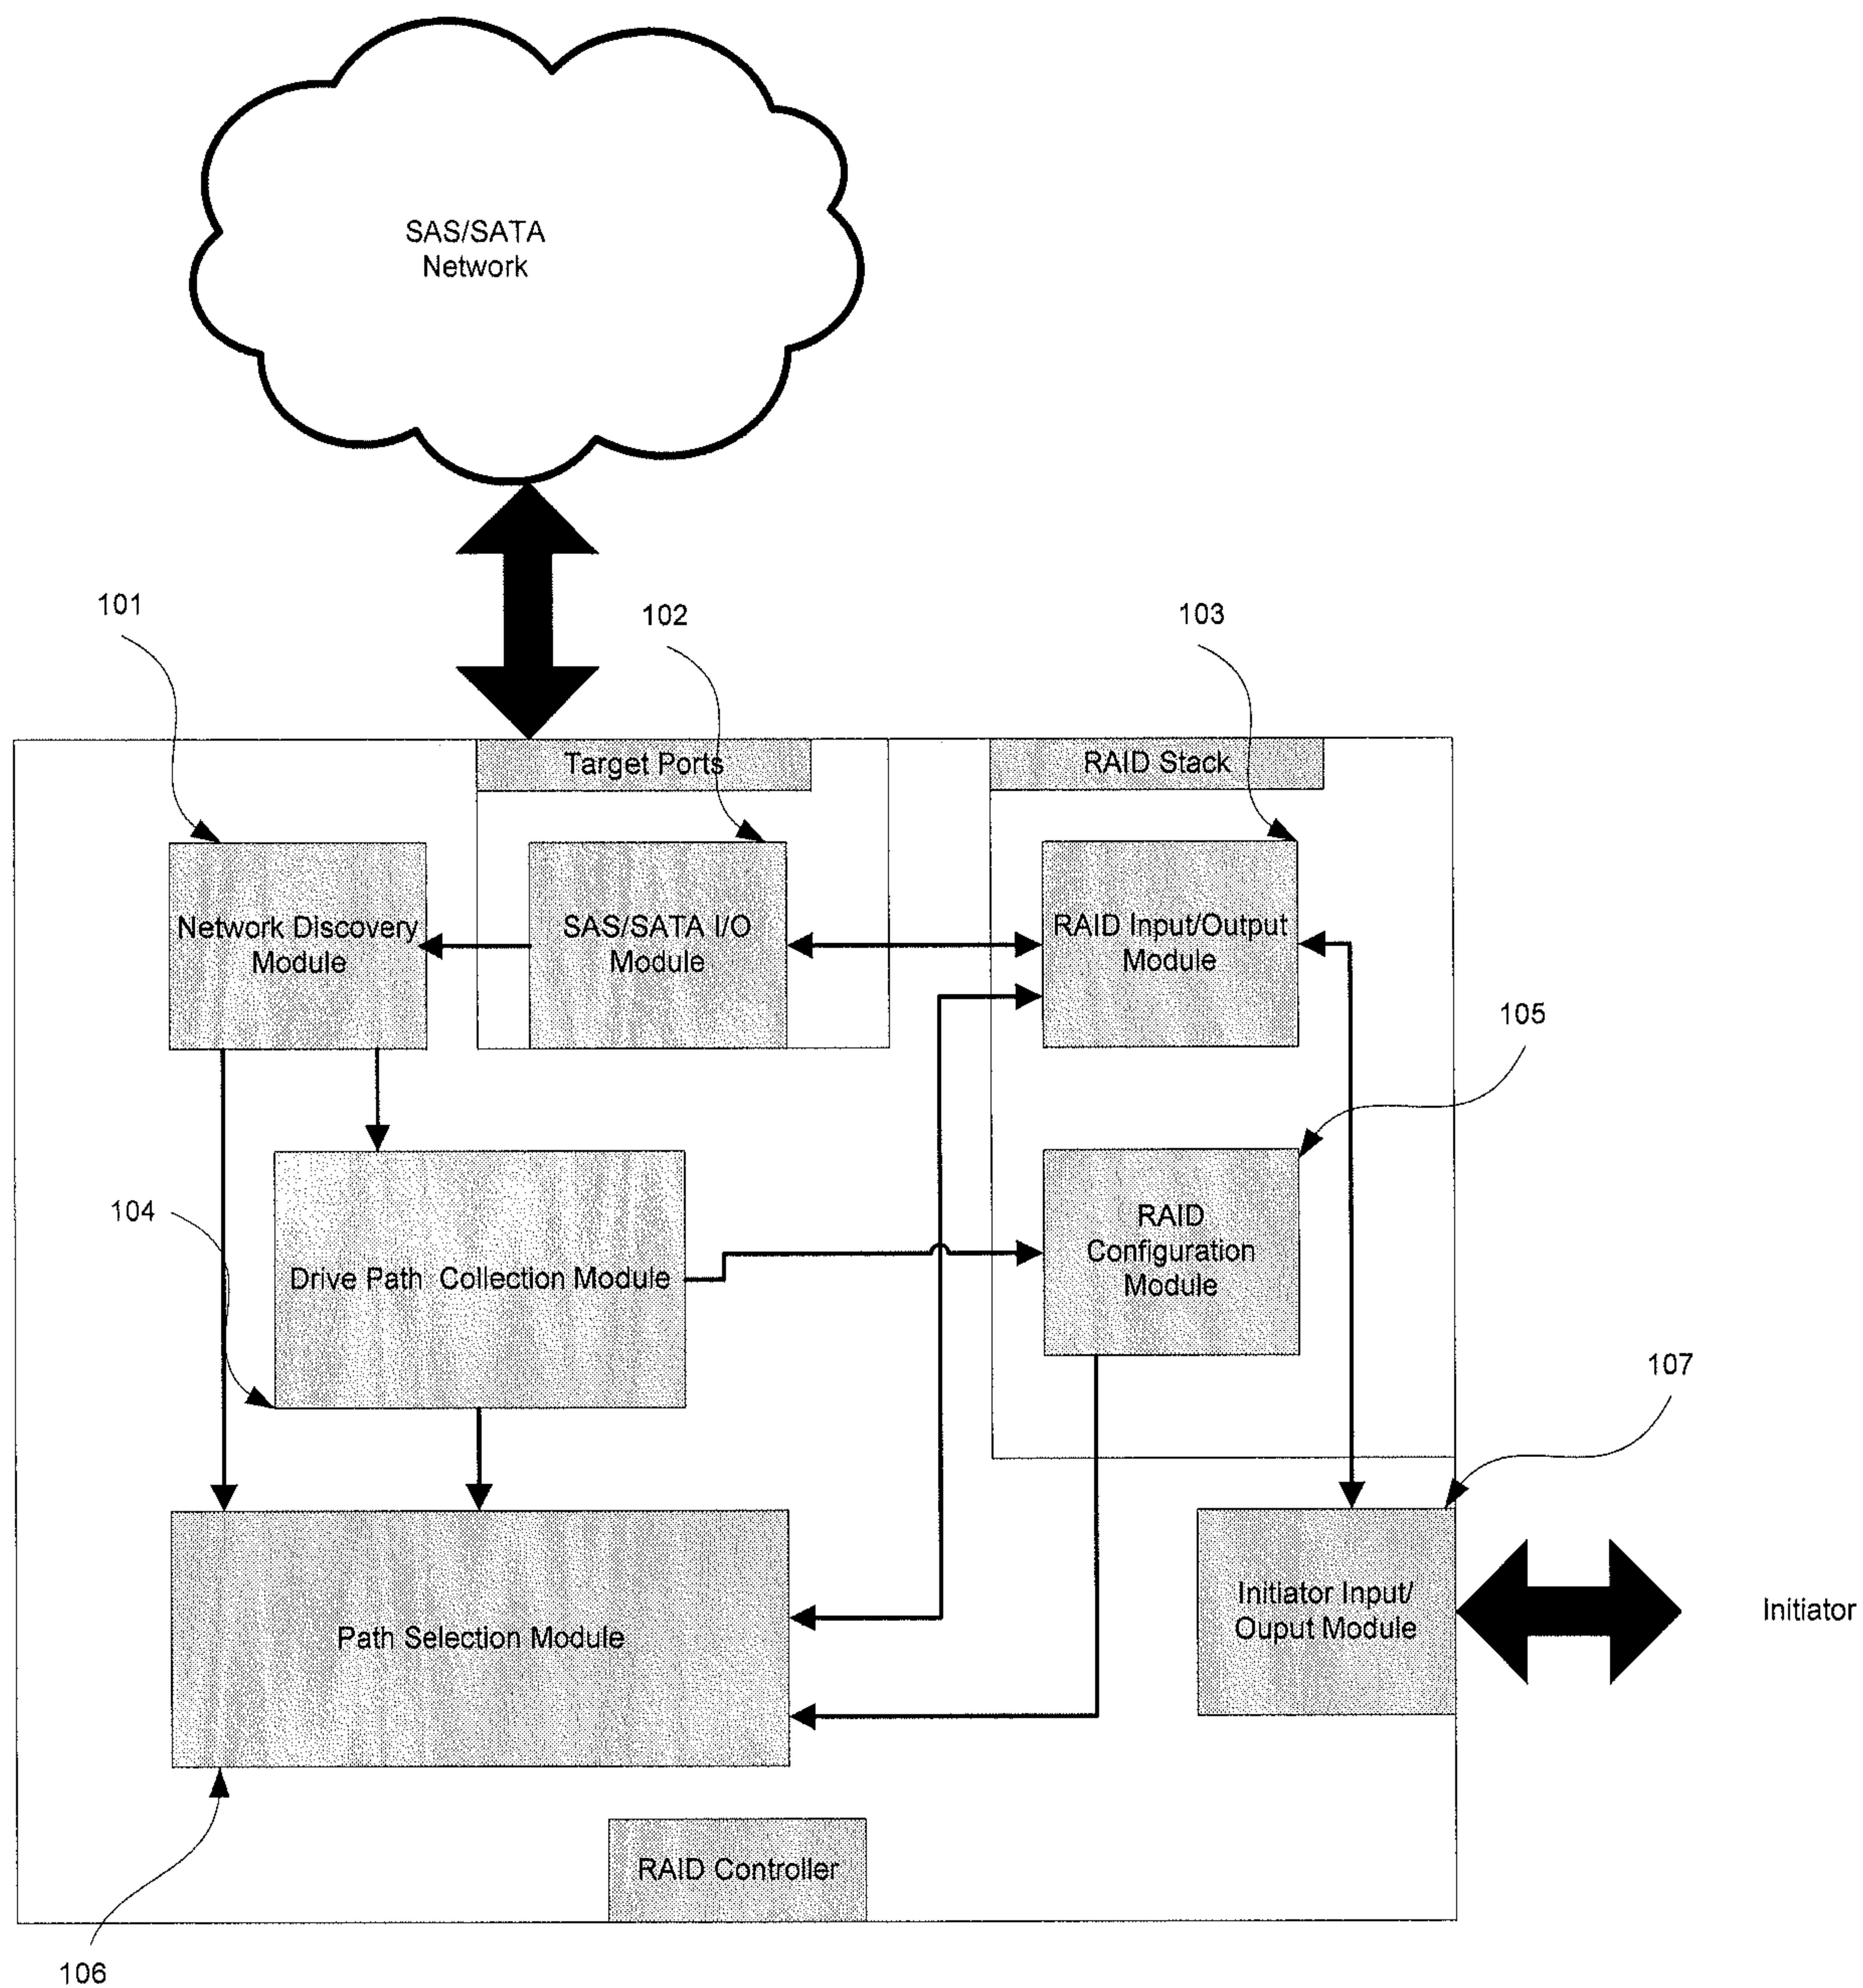 SAS/SATA
Network
101
102
103
Target Ports
RAID Stack
Network Discovery
Module
SAS/SATA I/O
Module
RAID Input/Output
Module
105
104
Drive Path Collection Module
RAID
Configuration
Module
107
Path Selection Module
Initiator Input/
Ouput Module
Initiator
RAID Controller
106